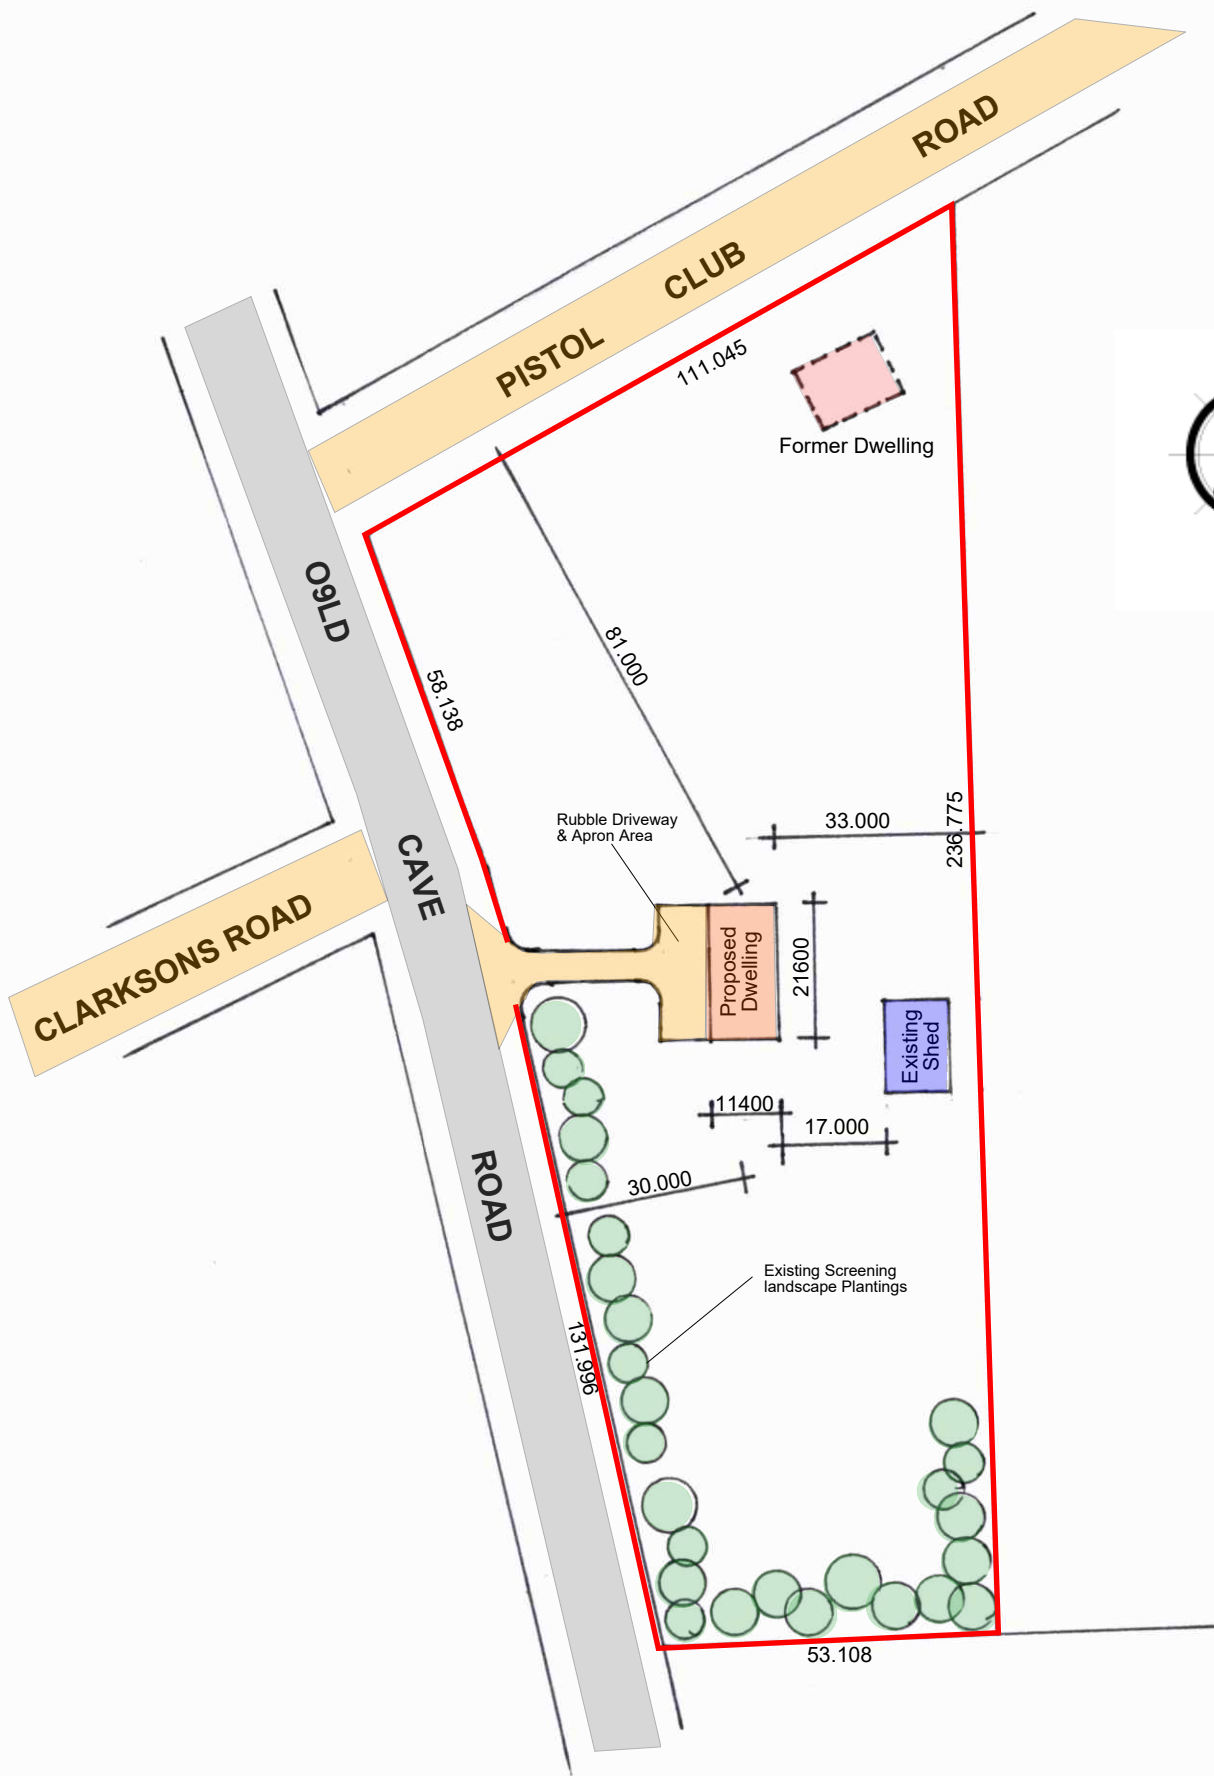 PISTOL CLUB ROAD
111.045
Former Dwelling
O9LD CAVE ROAD
58.138
81.000
Rubble Driveway
& Apron Area
33.000
236.775
CLARKSONS ROAD
Proposed
Dwelling
21600
Existing
Shed
11400
17.000
30.000
Existing Screening
landscape Plantings
131.996
53.108